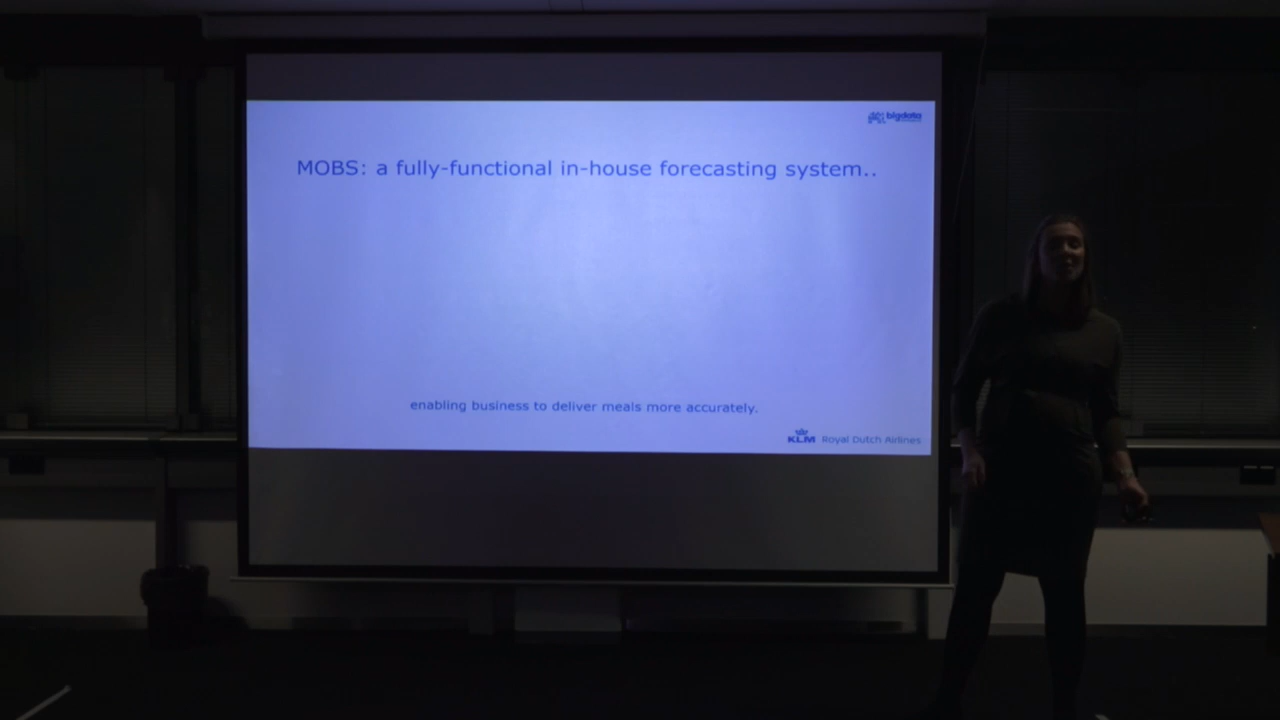 bigdata
MOBS: a fully-functional in-house forecasting system..
enabling business to deliver meals more accurately.
KLM Royal Dutch Airlines